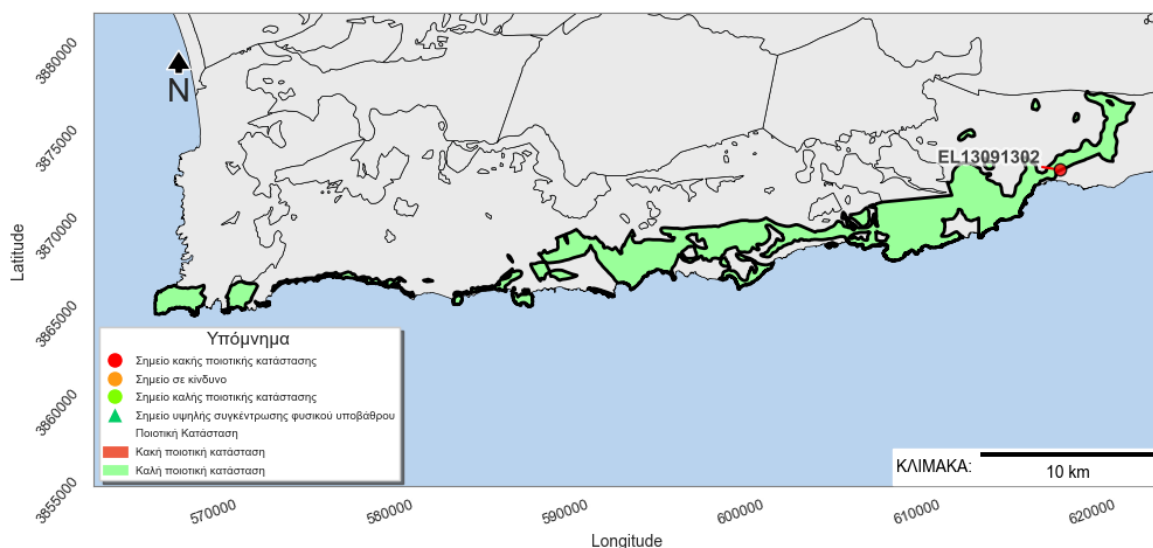 3880000
3875000
3870000
3865000
3860000
3855000
Latitude
N
EL13091302
Υπόμνημα
Σημείο κακής ποιοτικής κατάστασης
Σημείο σε κίνδυνο
Σημείο καλής ποιοτικής κατάστασης
Σημείο υψηλής συγκέντρωσης φυσικού υποβάθρου
Ποιοτική Κατάσταση
Κακή ποιοτική κατάσταση
Καλή ποιοτική κατάσταση
ΚΛΙΜΑΚΑ:
10 km
570000
580000
590000
600000
610000
620000
Longitude